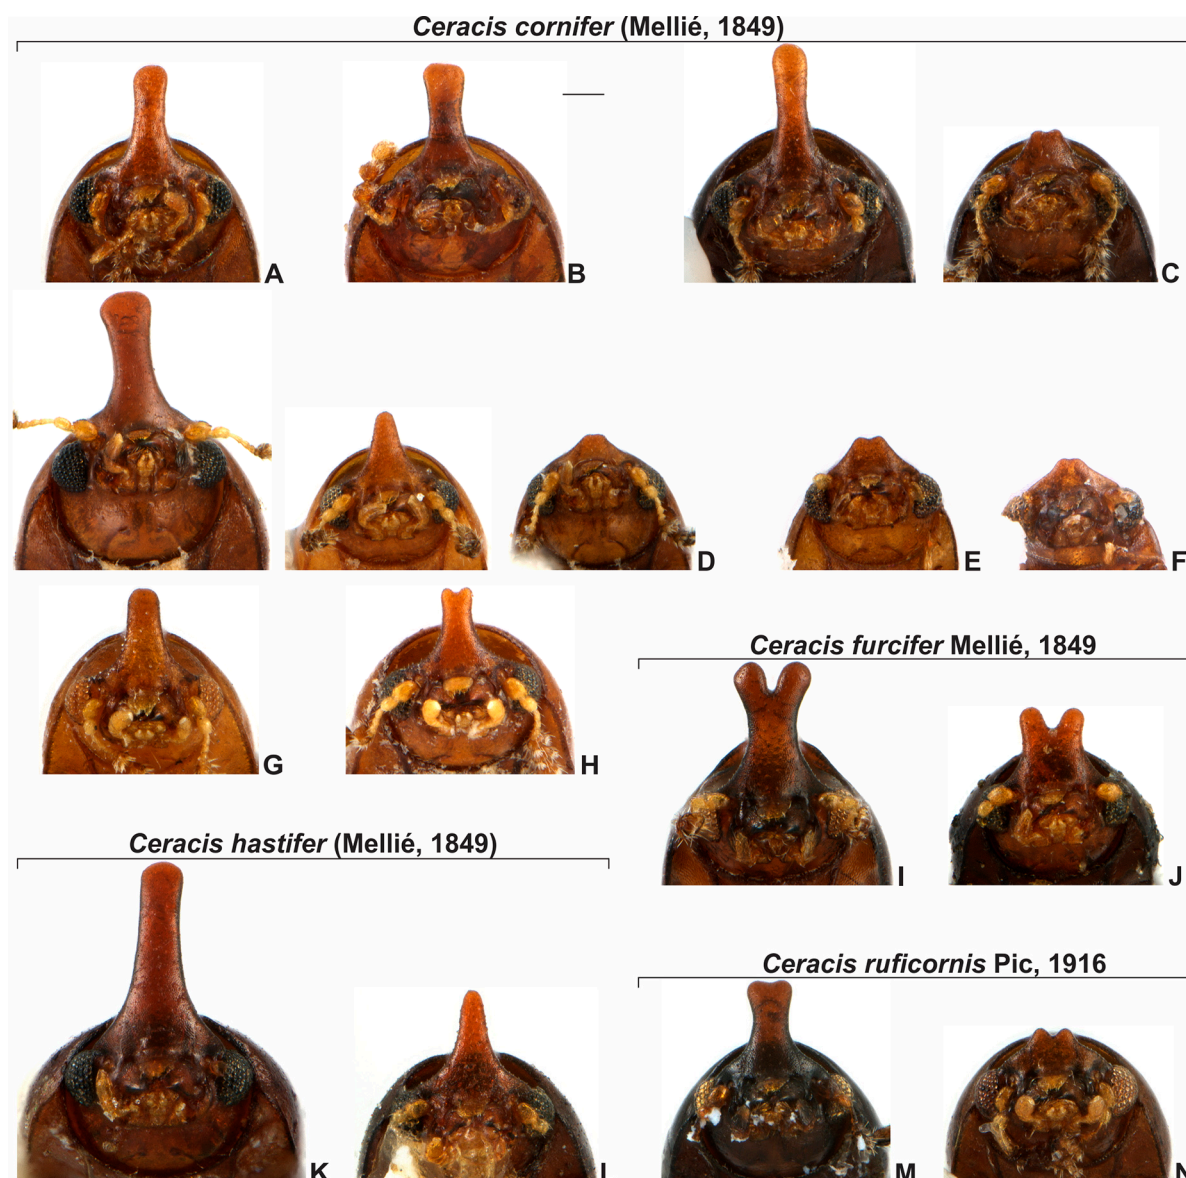 Ceracis cornifer (Mellié, 1849)
A
B
C
D
E
F
G
H
Ceracis furcifer Mellié, 1849
I
J
Ceracis hastifer (Mellié, 1849)
K
L
Ceracis ruficornis Pic, 1916
M
N